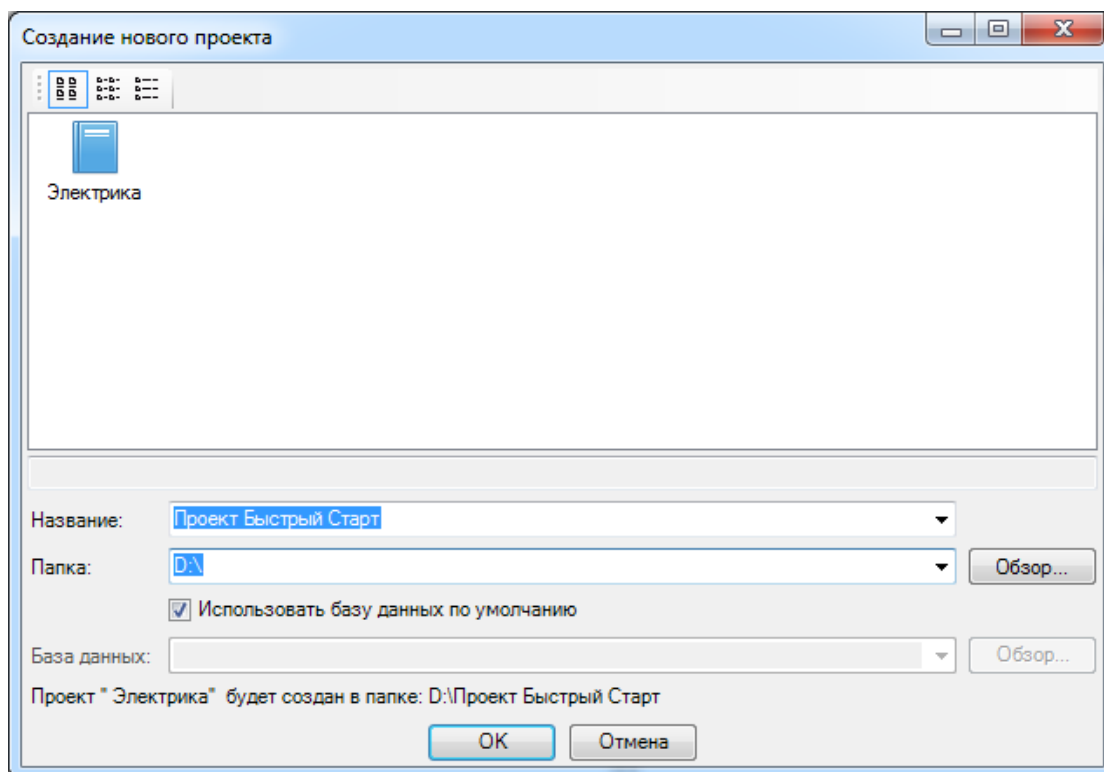 Создание нового проекта
Электрика
Название: Проект Быстрый Старт
Папка: D:\ Обзор...
Использовать базу данных по умолчанию
База данных: Обзор...
Проект " Электрика" будет создан в папке: D:\Проект Быстрый Старт
OK Отмена